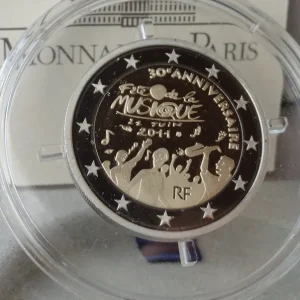 MONNAIE DE PARIS
30e ANNIVERSAIRE
Fête de la
MUSIQUE
21 JUIN
2011
RF